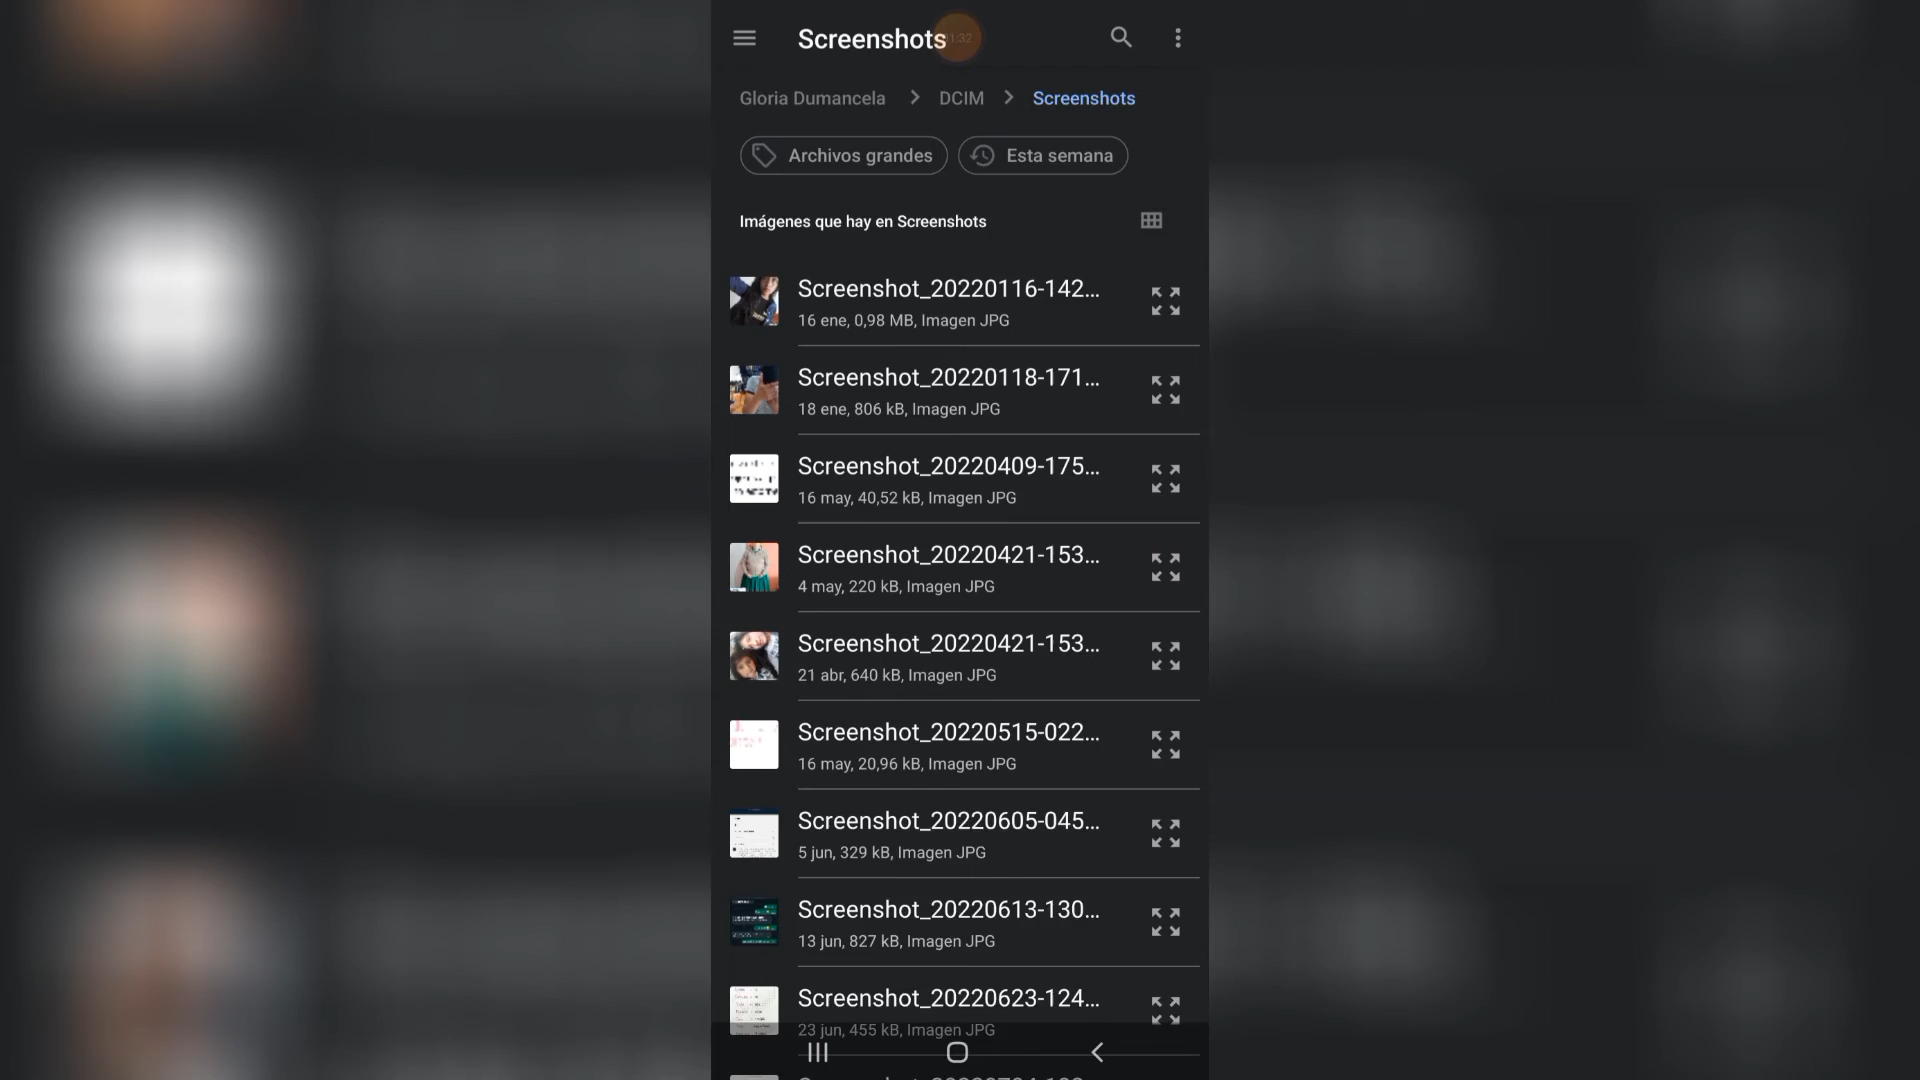 Screenshots
1:32
Gloria Dumancela > DCIM > Screenshots
Archivos grandes
Esta semana
Imágenes que hay en Screenshots
Screenshot_20220116-142...
16 ene, 0,98 MB, Imagen JPG
Screenshot_20220118-171...
18 ene, 806 kB, Imagen JPG
Screenshot_20220409-175...
16 may, 40,52 kB, Imagen JPG
Screenshot_20220421-153...
4 may, 220 kB, Imagen JPG
Screenshot_20220421-153...
21 abr, 640 kB, Imagen JPG
Screenshot_20220515-022...
16 may, 20,96 kB, Imagen JPG
Screenshot_20220605-045...
5 jun, 329 kB, Imagen JPG
Screenshot_20220613-130...
13 jun, 827 kB, Imagen JPG
Screenshot_20220623-124...
23 jun, 455 kB, Imagen JPG